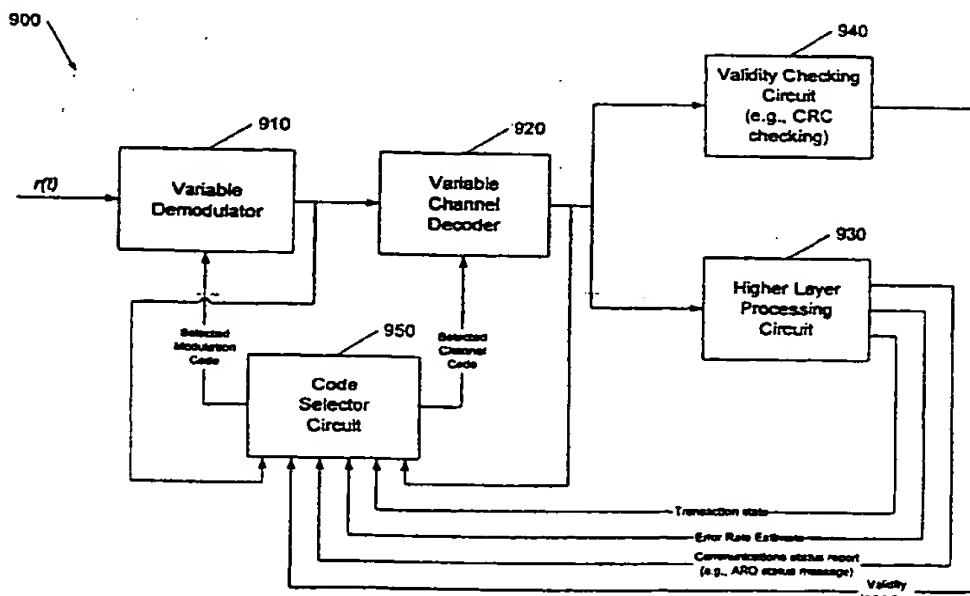 900
940
Validity Checking
Circuit
(e.g., CRC
checking)
910
920
r(t)
Variable
Demodulator
Variable
Channel
Decoder
930
Higher Layer
Processing
Circuit
Selected
Modulation
Code
950
Selected
Channel
Code
Code
Selector
Circuit
Transaction state
Error Rate Estimate
Communications status report
(e.g., ARQ status message)
Validity